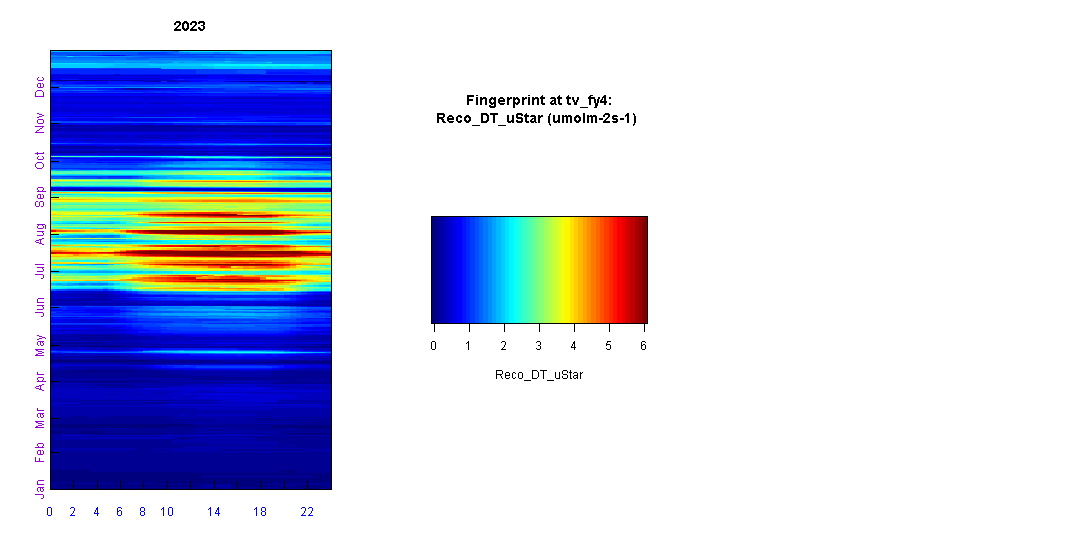 2023
Fingerprint at tv_fy4:
Reco_DT_uStar (umolm-2s-1)
Dec
Nov
Oct
Sep
Aug
Jul
Jun
May
Apr
Mar
Feb
Jan
0 2 4 6 8 10 14 18 22
0 1 2 3 4 5 6
Reco_DT_uStar